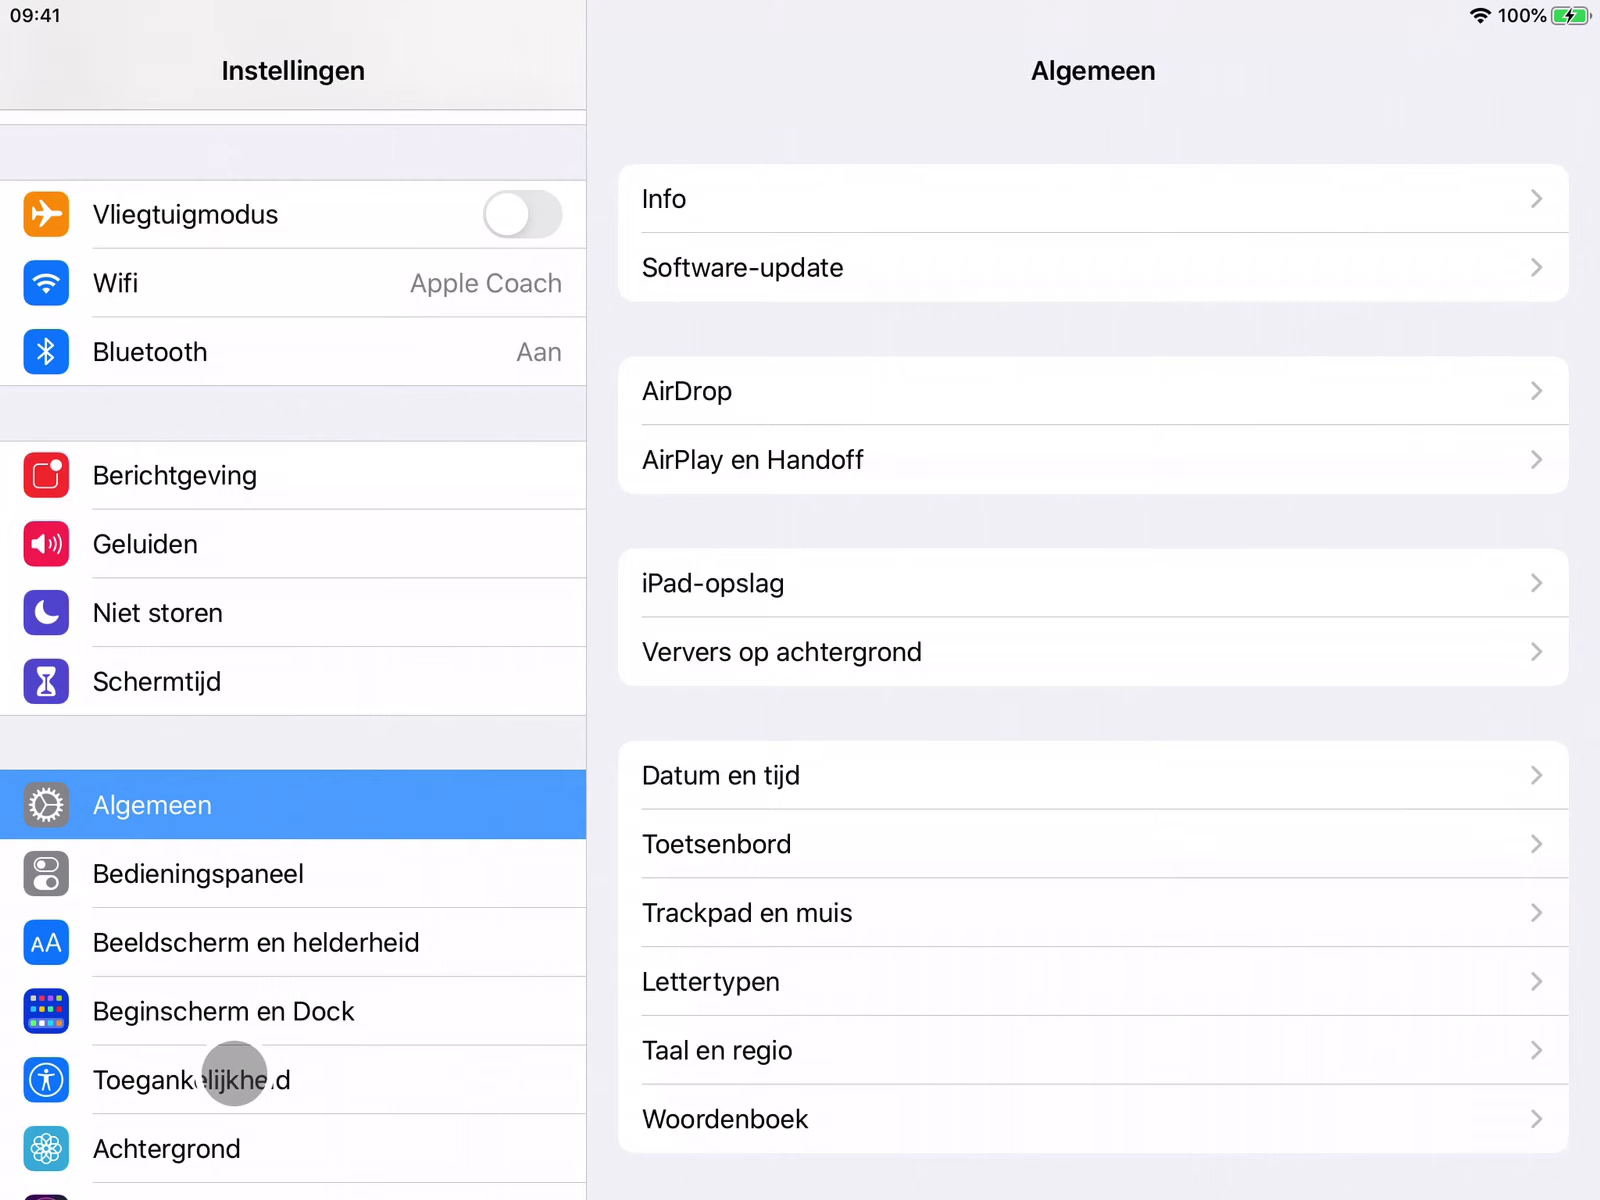 09:41
100%
Instellingen
Vliegtuigmodus
Wifi Apple Coach
Bluetooth Aan
Berichtgeving
Geluiden
Niet storen
Schermtijd
Algemeen
Bedieningspaneel
AA Beeldscherm en helderheid
Beginscherm en Dock
Toegankelijkheid
Achtergrond
Algemeen
Info
Software-update
AirDrop
AirPlay en Handoff
iPad-opslag
Ververs op achtergrond
Datum en tijd
Toetsenbord
Trackpad en muis
Lettertypen
Taal en regio
Woordenboek